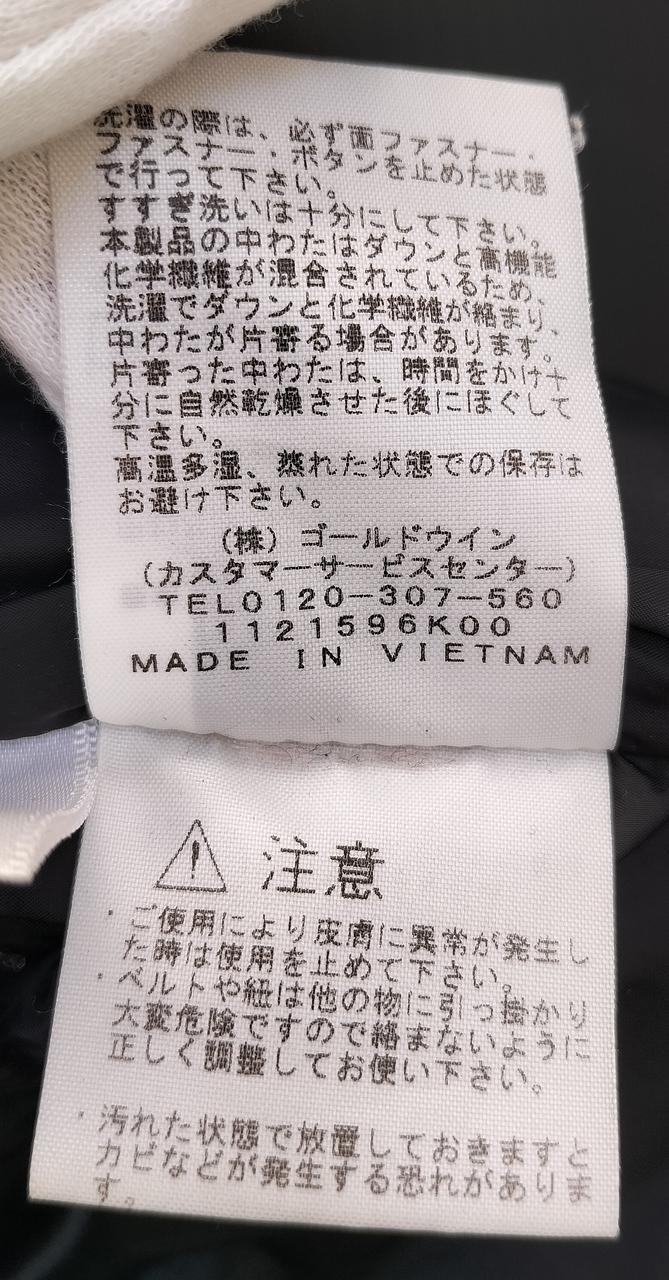 洗濯の際は、必ず面ファスナー・
ファスナー・ボタンを止めた状態
で行って下さい。
すすぎ洗いは十分にして下さい。
本製品の中わたはダウンと高機能
化学繊維が混合されているため、
洗濯でダウンと化学繊維が絡まり、
中わたが片寄る場合があります。
片寄った中わたは、時間をかけ十
分に自然乾燥させた後にほぐして
下さい。
高温多湿、蒸れた状態での保存は
お避け下さい。
(株)ゴールドウイン
(カスタマーサービスセンター)
TEL0120-307-560
1121596K00
MADE IN VIETNAM
注意
・ご使用により皮膚に異常が発生し
た時は使用を止めて下さい。
・ベルトや紐は他の物に引っ掛かり
大変危険ですので絡まないように
正しく調整してお使い下さい。
・汚れた状態で放置しておきますと
カビなどが発生する恐れがありま
す。